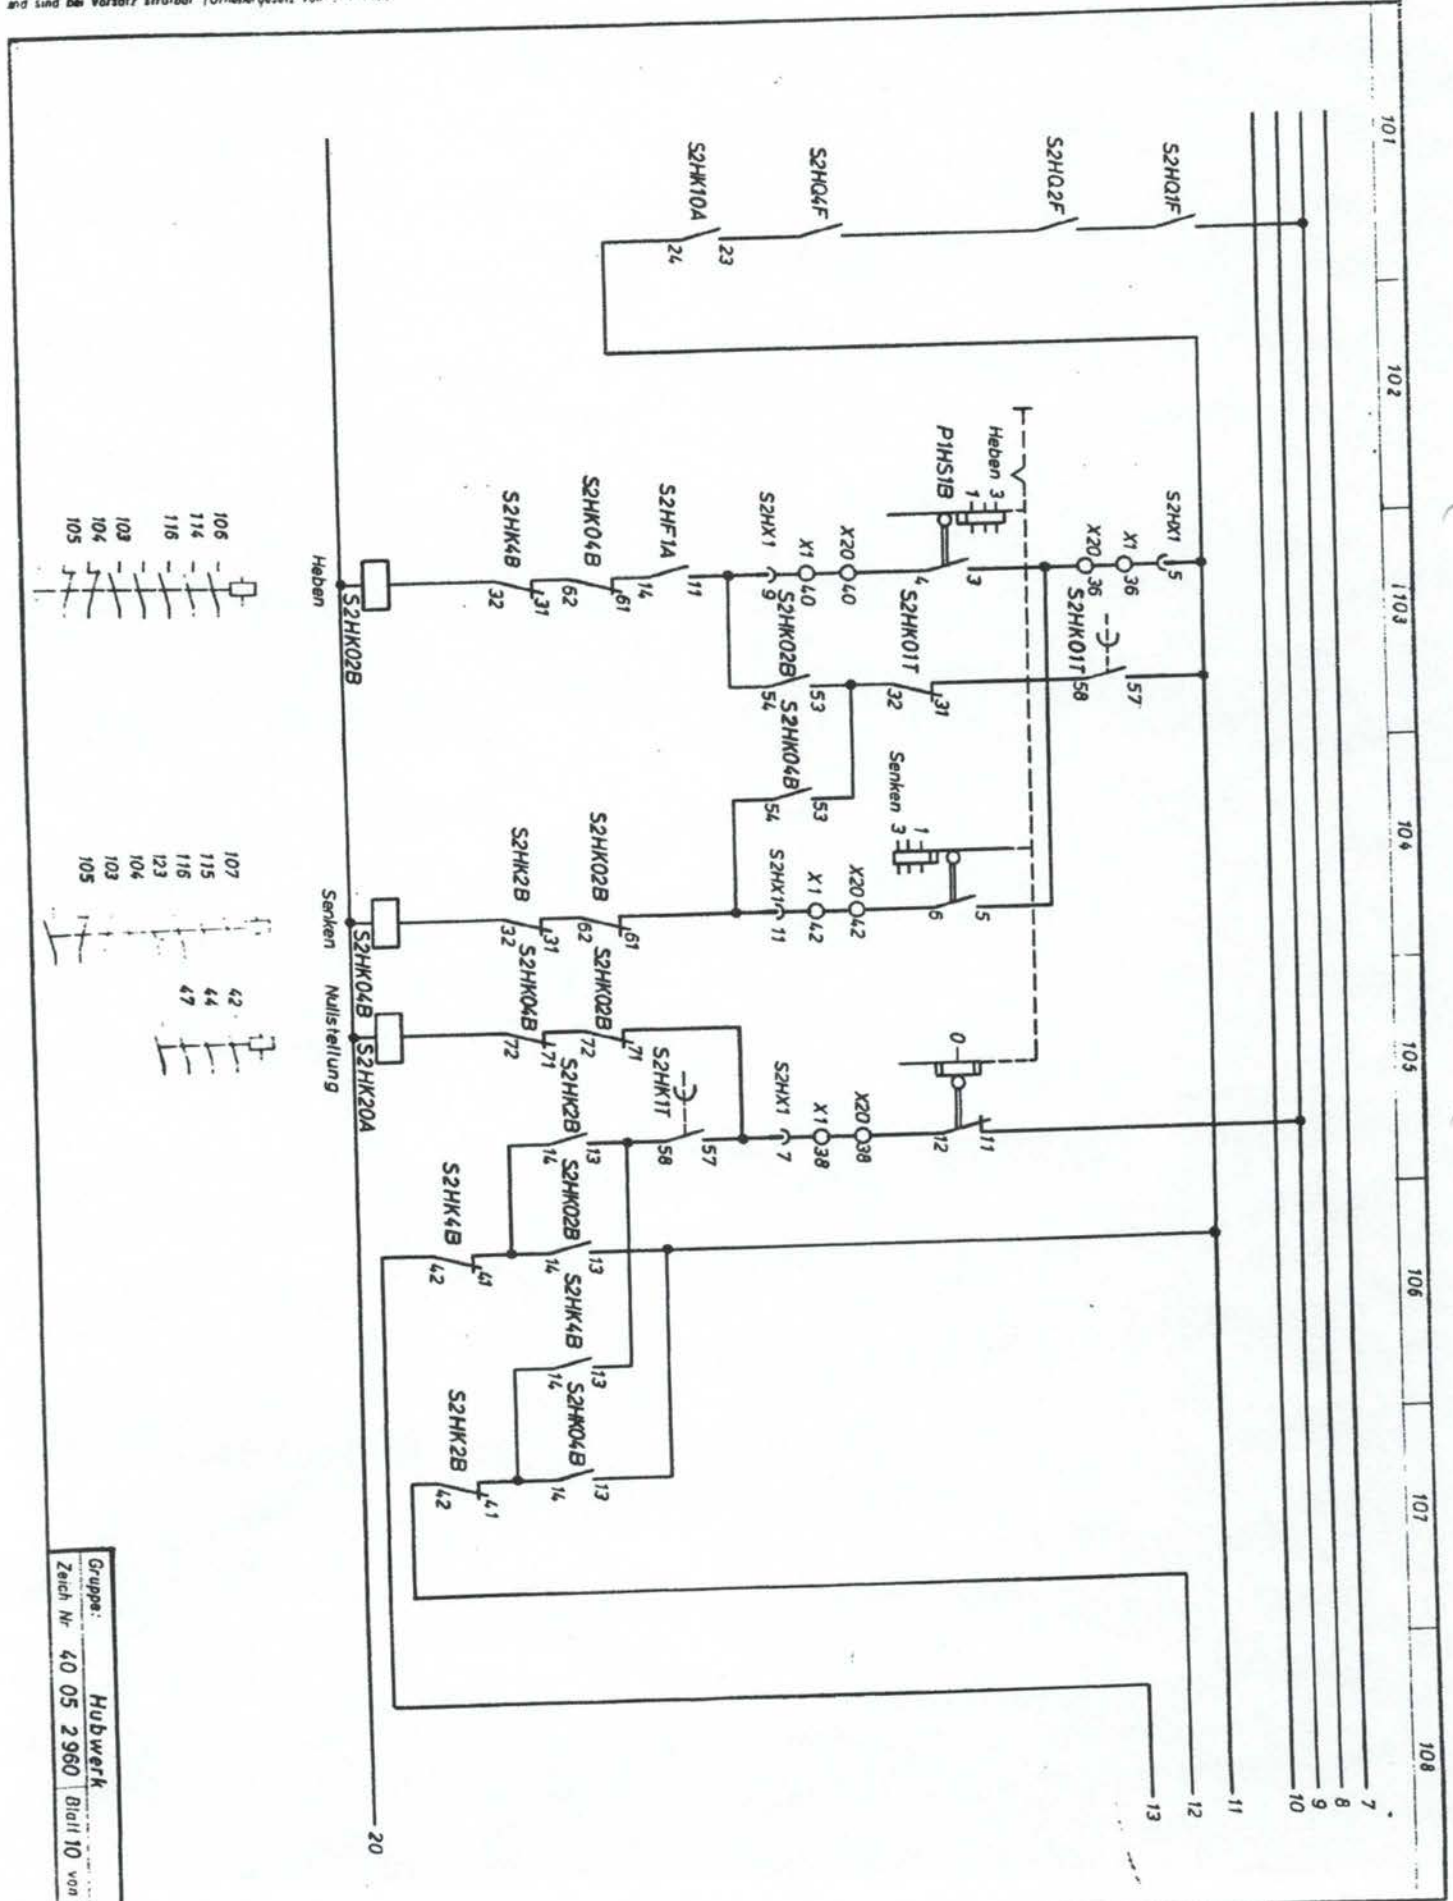 101
102
103
104
105
106
107
108
7
8
9
10
11
12
13
S2HQ1F
S2HQ2F
S2HQ4F
S2HK10A
23
24
S2HX1
5
X1
36
X20
36
S2HK01T
57
58
Heben 3
1
P1HS1B
3
4
S2HK01T
31
32
X20
40
X1
40
S2HX1
9
S2HK02B
53
54
S2HK04B
53
54
Senken
1
3
5
6
X20
42
X1
42
S2HX1
11
0
11
12
X20
38
X1
38
S2HX1
7
S2HF1A
11
14
S2HK04B
61
62
S2HK4B
31
32
S2HK02B
61
62
S2HK2B
31
32
S2HK02B
71
72
S2HK04B
71
72
S2HK1T
57
58
S2HK2B
13
14
S2HK02B
13
14
S2HK4B
13
14
S2HK04B
13
14
S2HK4B
41
42
S2HK2B
41
42
S2HK02B
S2HK04B
S2HK20A
20
Heben
Senken
Nullstellung
106
114
116
103
104
105
107
115
116
123
104
103
105
42
44
47
Gruppe: Hubwerk
Zeich Nr 40 05 2960 Blatt 10 von